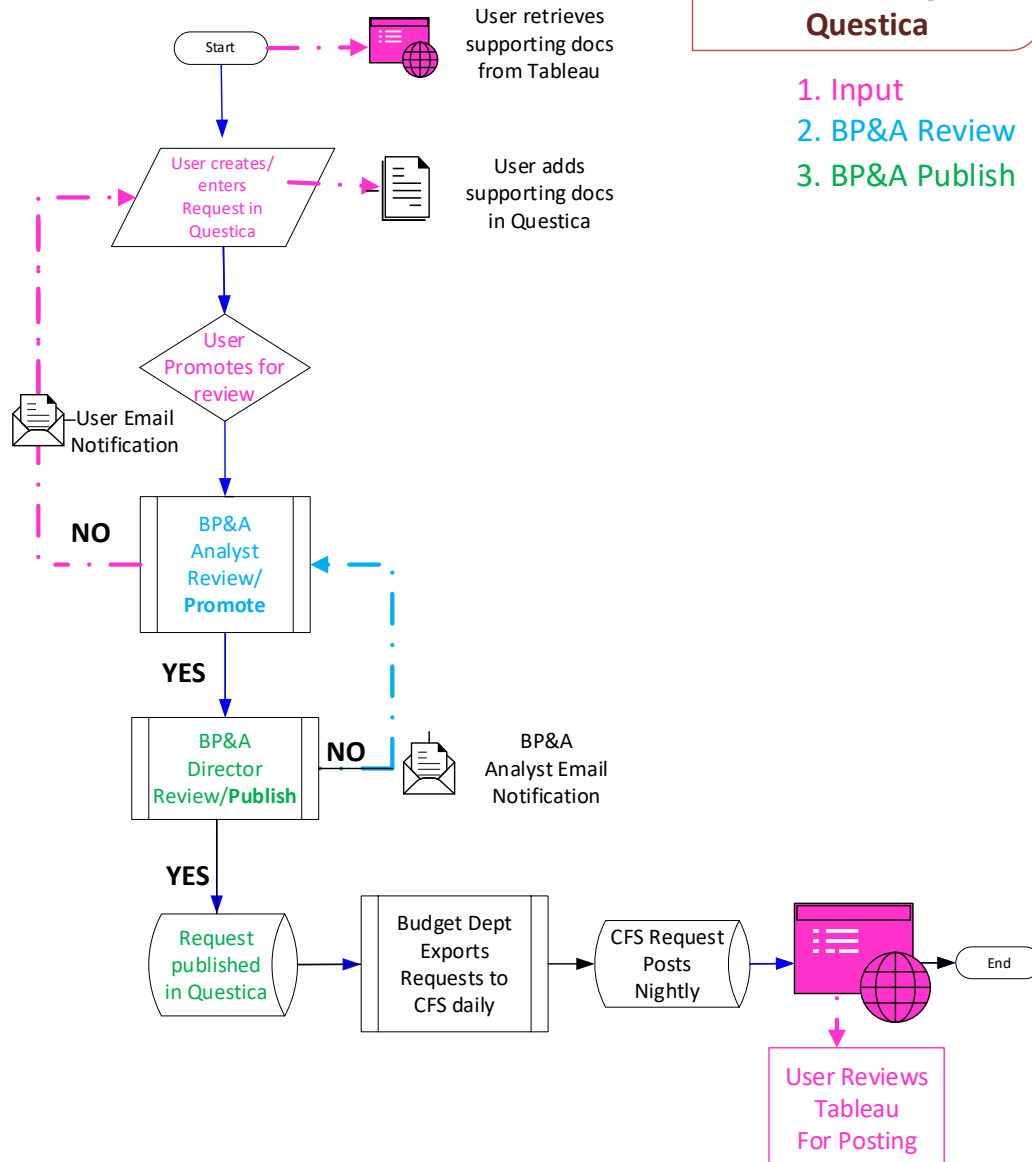 Start
User retrieves
supporting docs
from Tableau
Questica
1. Input
2. BP&A Review
3. BP&A Publish
User creates/
enters
Request in
Questica
User adds
supporting docs
in Questica
User
Promotes for
review
User Email
Notification
NO
BP&A
Analyst
Review/
Promote
YES
BP&A
Director
Review/Publish
NO
BP&A
Analyst Email
Notification
YES
Request
published
in Questica
Budget Dept
Exports
Requests to
CFS daily
CFS Request
Posts
Nightly
End
User Reviews
Tableau
For Posting